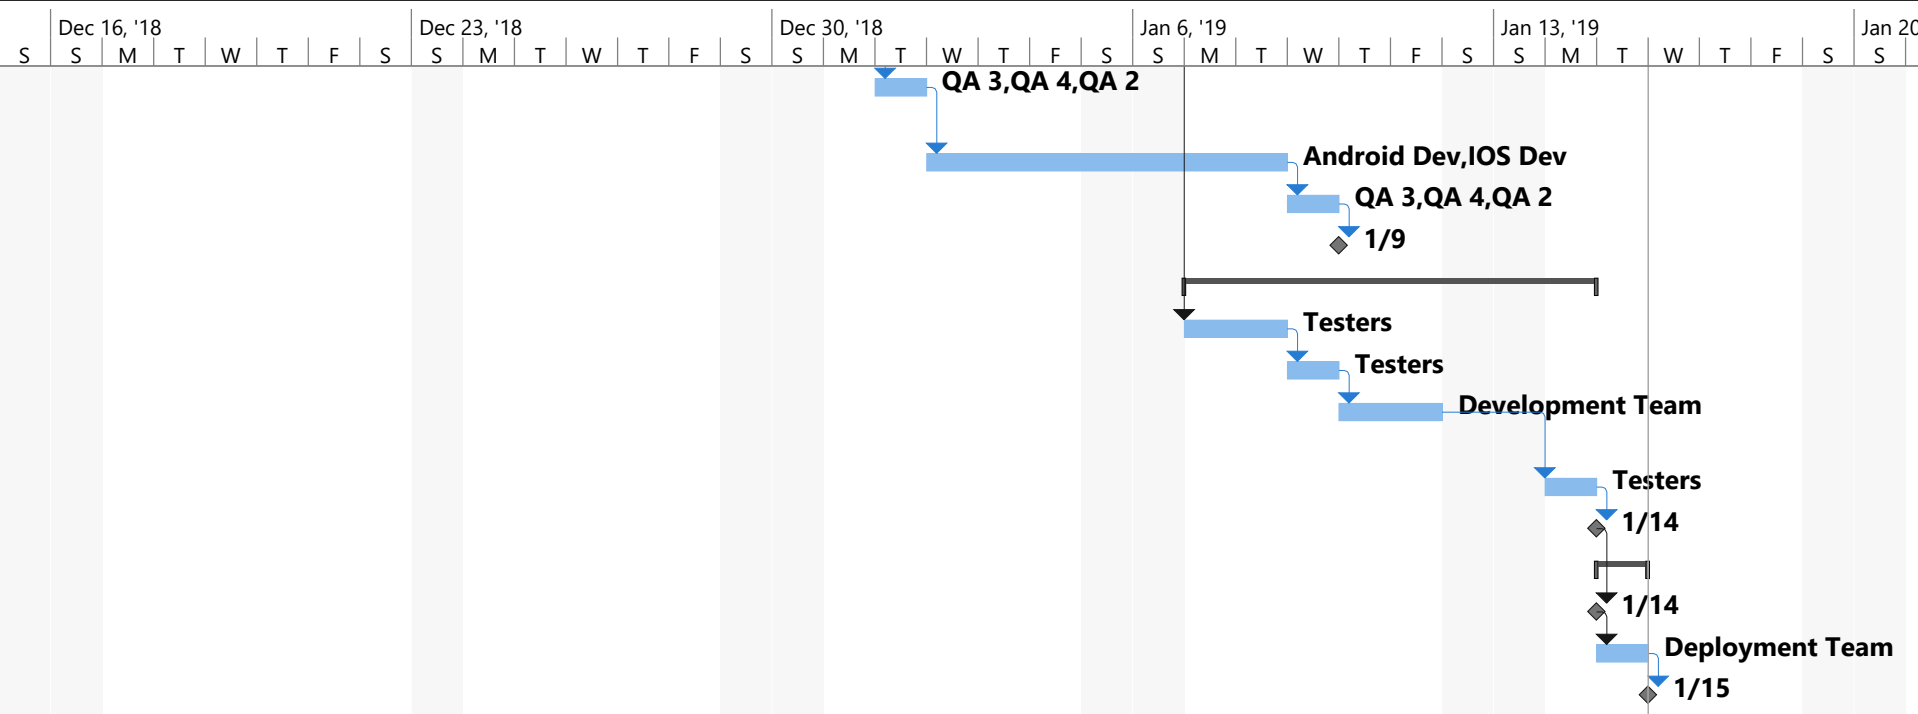 Dec 16, '18 Dec 23, '18 Dec 30, '18 Jan 6, '19 Jan 13, '19 Jan 20
S S M T W T F S S M T W T F S S M T W T F S S M T W T F S S M T W T F S S
QA 3,QA 4,QA 2
Android Dev,IOS Dev
QA 3,QA 4,QA 2
1/9
Testers
Testers
Development Team
Testers
1/14
1/14
Deployment Team
1/15